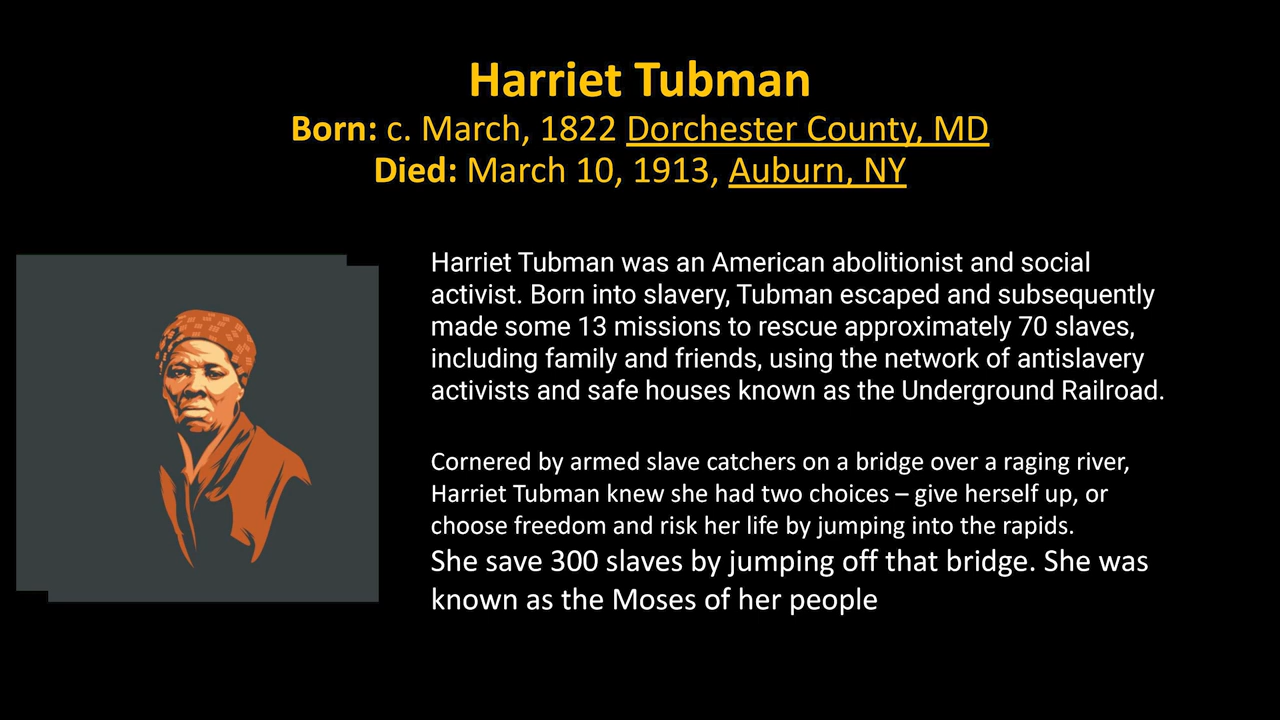 Harriet Tubman
Born: c. March, 1822 Dorchester County, MD
Died: March 10, 1913, Auburn, NY
Harriet Tubman was an American abolitionist and social
activist. Born into slavery, Tubman escaped and subsequently
made some 13 missions to rescue approximately 70 slaves,
including family and friends, using the network of antislavery
activists and safe houses known as the Underground Railroad.
Cornered by armed slave catchers on a bridge over a raging river,
Harriet Tubman knew she had two choices – give herself up, or
choose freedom and risk her life by jumping into the rapids.
She save 300 slaves by jumping off that bridge. She was
known as the Moses of her people